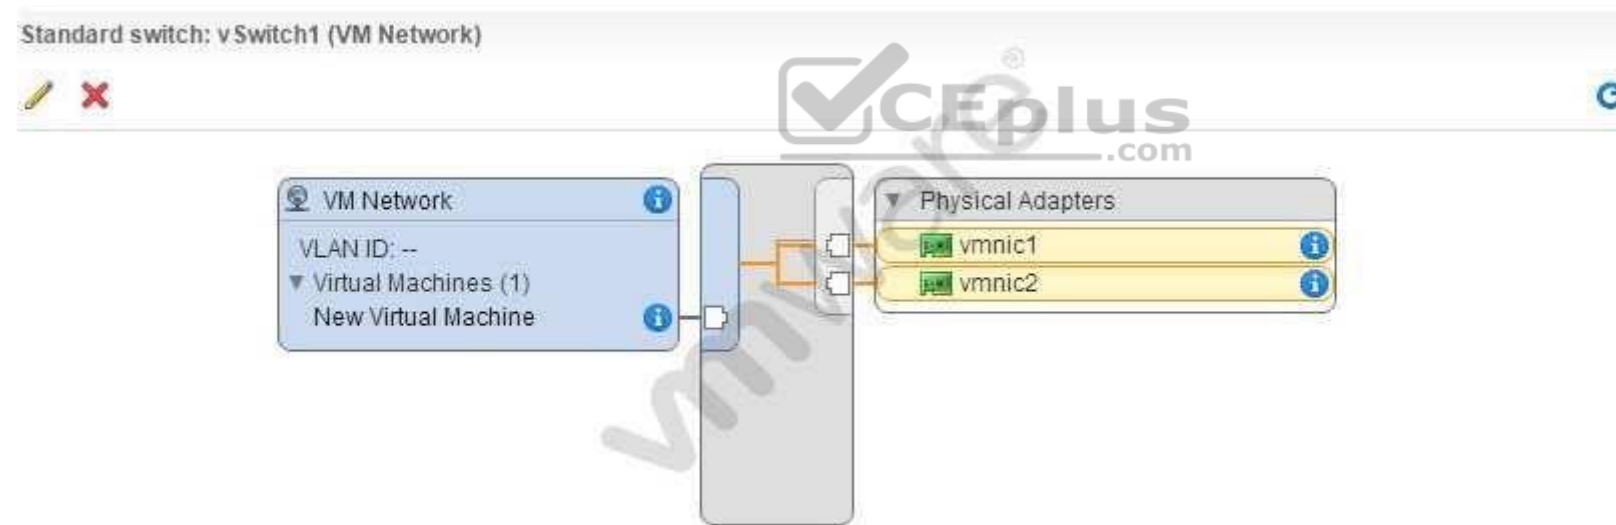 Standard switch: vSwitch1 (VM Network)
VCEplus
.com
VM Network
Physical Adapters
VLAN ID: --
vmnic1
Virtual Machines (1)
vmnic2
New Virtual Machine
vmware®